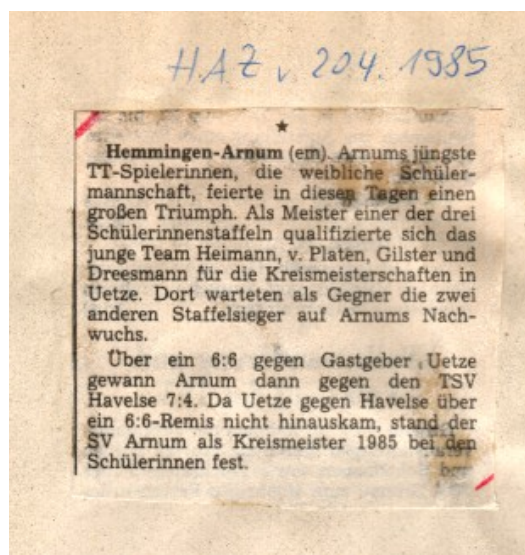 HAZ v. 20.4. 1985
★
Hemmingen-Arnum (em). Arnums jüngste
TT-Spielerinnen, die weibliche Schüler-
mannschaft, feierte in diesen Tagen einen
großen Triumph. Als Meister einer der drei
Schülerinnenstaffeln qualifizierte sich das
junge Team Heimann, v. Platen, Gilster und
Dreesmann für die Kreismeisterschaften in
Uetze. Dort warteten als Gegner die zwei
anderen Staffelsieger auf Arnums Nach-
wuchs.
Über ein 6:6 gegen Gastgeber Uetze
gewann Arnum dann gegen den TSV
Havelse 7:4. Da Uetze gegen Havelse über
ein 6:6-Remis nicht hinauskam, stand der
SV Arnum als Kreismeister 1985 bei den
Schülerinnen fest.